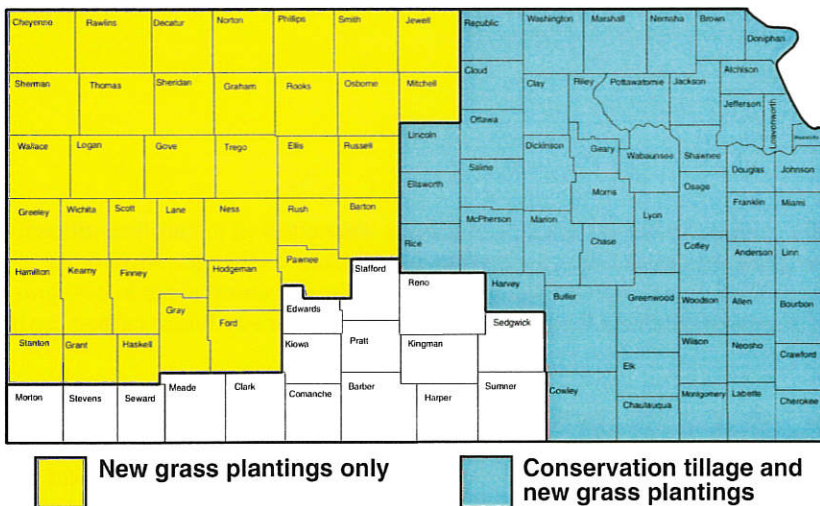 Cheyenne Rawlins Decatur Norton Phillips Smith Jewell Republic Washington Marshall Nemaha Brown Doniphan
Sherman Thomas Sheridan Graham Rooks Osborne Mitchell Cloud Clay Riley Pottawatomie Jackson Atchison
Jefferson Leavenworth
Wallace Logan Gove Trego Ellis Russell Lincoln Ottawa Dickinson Geary Wabaunsee Shawnee Douglas Johnson
Ellsworth Saline Morris Osage
Greeley Wichita Scott Lane Ness Rush Barton Rice McPherson Marion Chase Lyon Franklin Miami
Hamilton Kearny Finney Hodgeman Pawnee Stafford Reno Harvey Butler Greenwood Coffey Anderson Linn
Gray Ford Edwards Sedgwick Woodson Allen Bourbon
Stanton Grant Haskell Kiowa Pratt Kingman Elk Wilson Neosho Crawford
Morton Stevens Seward Meade Clark Comanche Barber Harper Sumner Cowley Chautauqua Montgomery Labette Cherokee
New grass plantings only
Conservation tillage and
new grass plantings